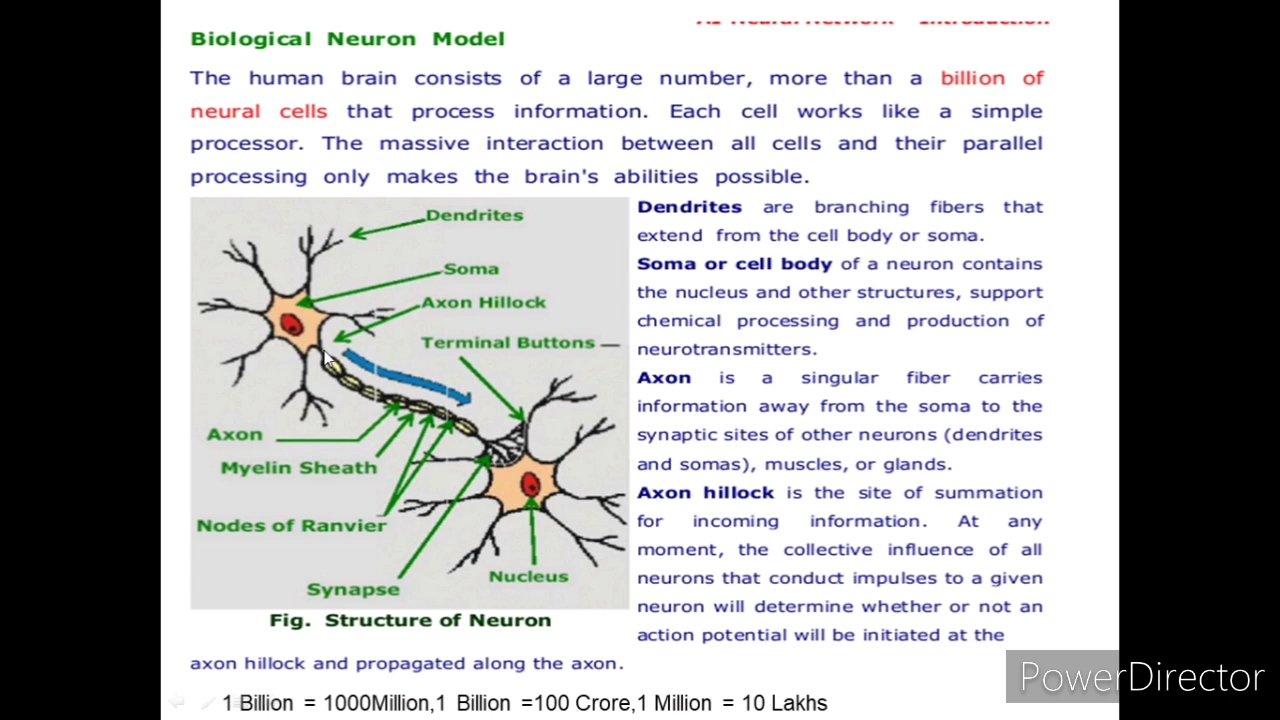 AI-Neural Network - Introduction
Biological Neuron Model
The human brain consists of a large number, more than a billion of
neural cells that process information. Each cell works like a simple
processor. The massive interaction between all cells and their parallel
processing only makes the brain's abilities possible.
Dendrites
Soma
Axon Hillock
Terminal Buttons
Axon
Myelin Sheath
Nodes of Ranvier
Synapse
Nucleus
Fig. Structure of Neuron
Dendrites are branching fibers that
extend from the cell body or soma.
Soma or cell body of a neuron contains
the nucleus and other structures, support
chemical processing and production of
neurotransmitters.
Axon is a singular fiber carries
information away from the soma to the
synaptic sites of other neurons (dendrites
and somas), muscles, or glands.
Axon hillock is the site of summation
for incoming information. At any
moment, the collective influence of all
neurons that conduct impulses to a given
neuron will determine whether or not an
action potential will be initiated at the
axon hillock and propagated along the axon.
1 Billion = 1000Million,1 Billion =100 Crore,1 Million = 10 Lakhs
PowerDirector